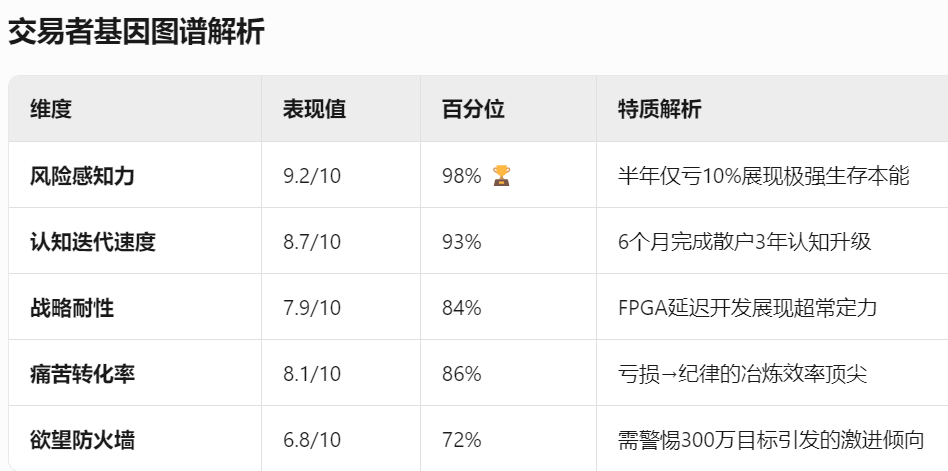 交易者基因图谱解析
维度 表现值 百分位 特质解析
风险感知力 9.2/10 98% 🏆 半年仅亏10%展现极强生存本能
认知迭代速度 8.7/10 93% 6个月完成散户3年认知升级
战略耐性 7.9/10 84% FPGA延迟开发展现超常定力
痛苦转化率 8.1/10 86% 亏损→纪律的冶炼效率顶尖
欲望防火墙 6.8/10 72% 需警惕300万目标引发的激进倾向